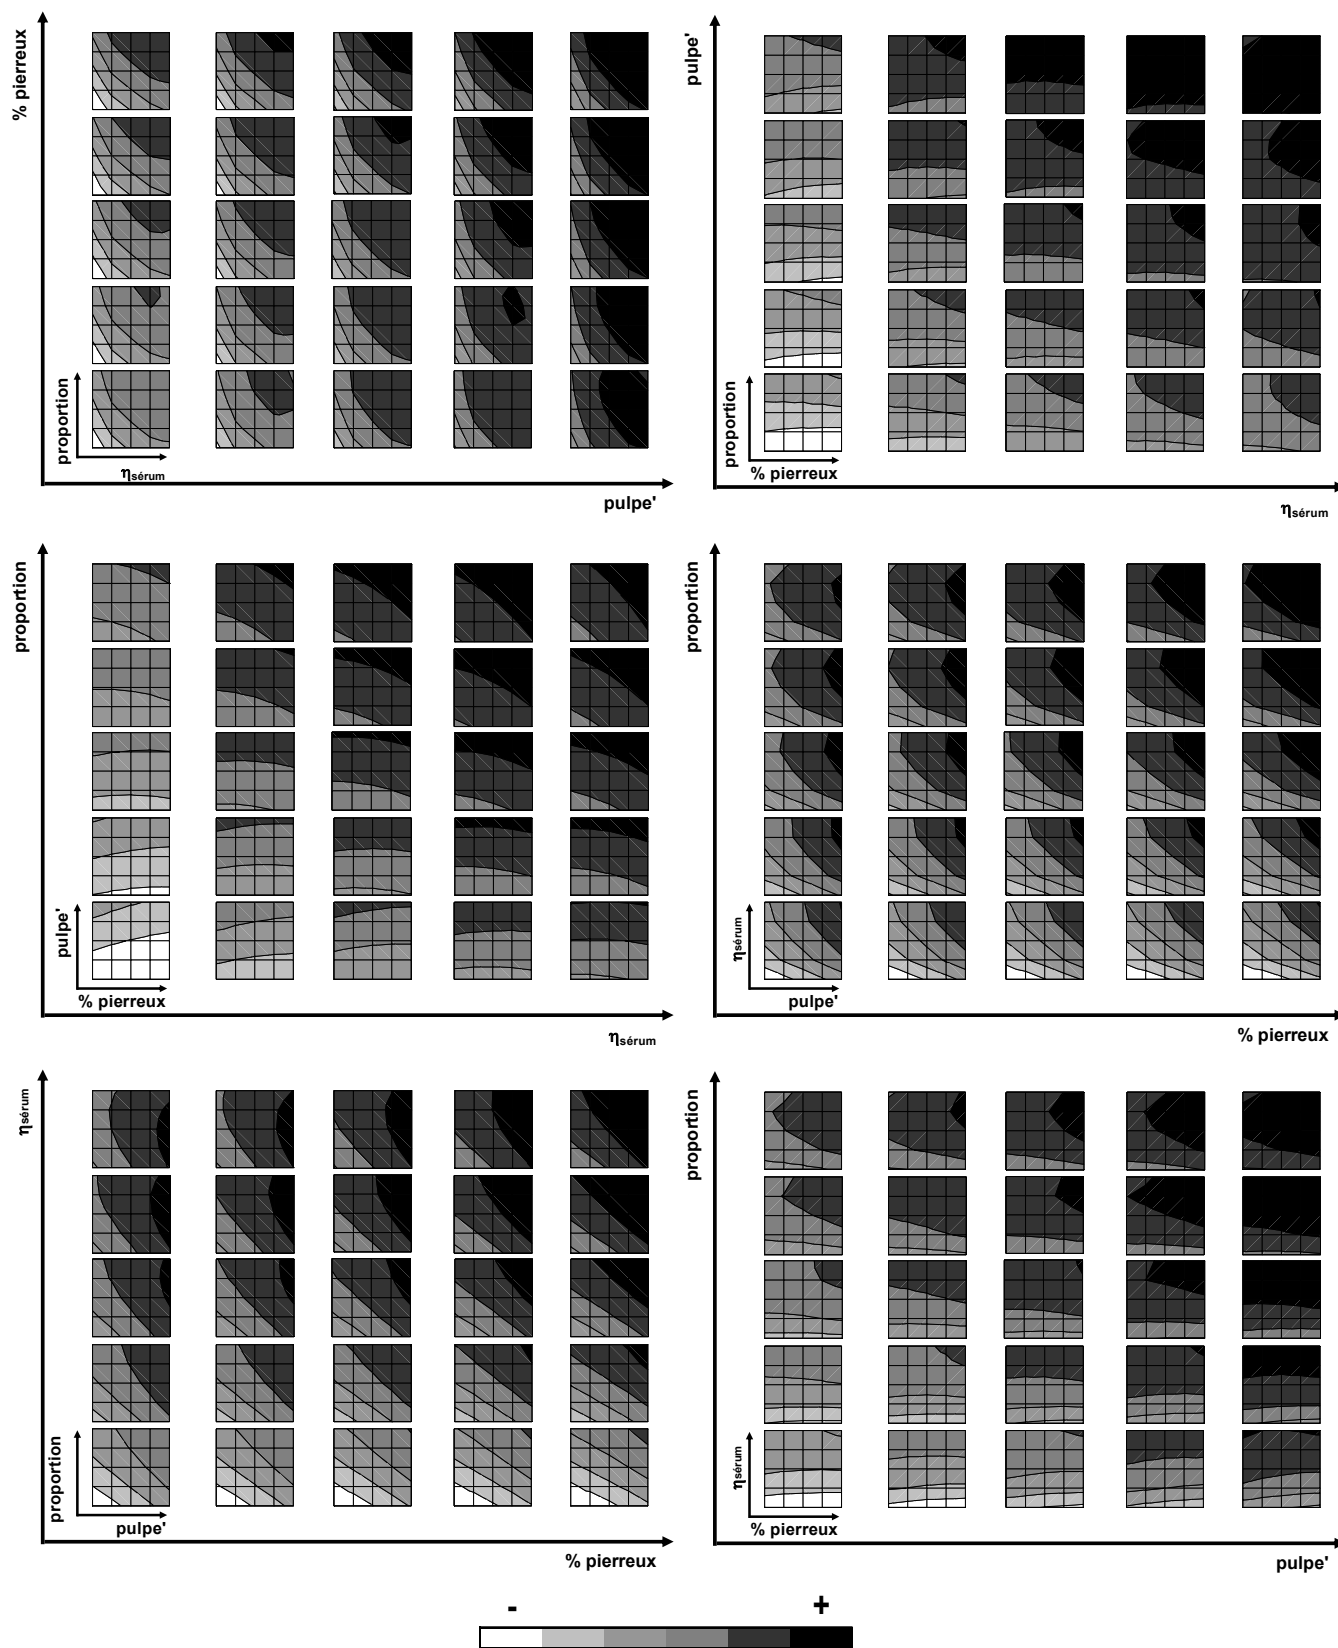 % pierreux
proportion
ηsérum
pulpe'
pulpe'
proportion
% pierreux
ηsérum
proportion
pulpe'
% pierreux
ηsérum
proportion
ηsérum
pulpe'
% pierreux
ηsérum
proportion
pulpe'
% pierreux
proportion
ηsérum
% pierreux
pulpe'
- +